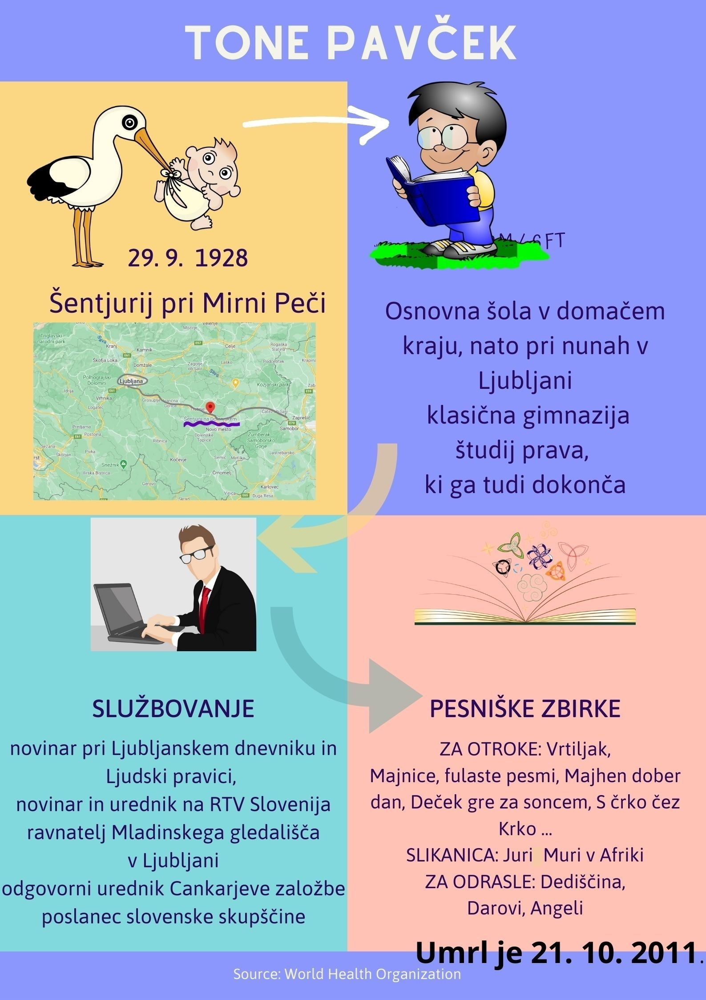 TONE PAVČEK
29. 9. 1928
Šentjurij pri Mirni Peči
Velenje
Mozirje
Triglavski
narodni park
Sava
Kranj
E57
Celje
Rogaška
Slatina
Kamnik
E61
Škofja Loka
Domžale
Zagorje
ob Savi
Laško
Podčetrtek
Krapina
Sava
Polhograjski
Dolomiti
Ljubljana
Kozjanski park
Zab
Idrija
E61
E59
Vrhnika
Grosuplje
Ivančna
Gorica
Logatec
Trebnje
Čatež ob Savi
Šentjurij na Dolenjskem
Zaprešić
E70
Predjama
Novo mesto
Samobor
E61
Postojna
Dolenjske
Toplice
Žumberak
Samoborsko
Gorje
Ribnica
Sežana
Pivka
Jastrebarsko
rst
Škocjan
Kočevje
Semič
Metlika
Snežnik
Ilirska Bistrica
Črnomelj
Gerovo
Karlovec
Vinica
E65
Duga Resa
Skrad
M / 6FT
Osnovna šola v domačem
kraju, nato pri nunah v
Ljubljani
klasična gimnazija
študij prava,
ki ga tudi dokonča
SLUŽBOVANJE
novinar pri Ljubljanskem dnevniku in
Ljudski pravici,
novinar in urednik na RTV Slovenija
ravnatelj Mladinskega gledališča
v Ljubljani
odgovorni urednik Cankarjeve založbe
poslanec slovenske skupščine
PESNIŠKE ZBIRKE
ZA OTROKE: Vrtiljak,
Majnice, fulaste pesmi, Majhen dober
dan, Deček gre za soncem, S črko čez
Krko ...
SLIKANICA: Juri Muri v Afriki
ZA ODRASLE: Dediščina,
Darovi, Angeli
Umrl je 21. 10. 2011.
Source: World Health Organization